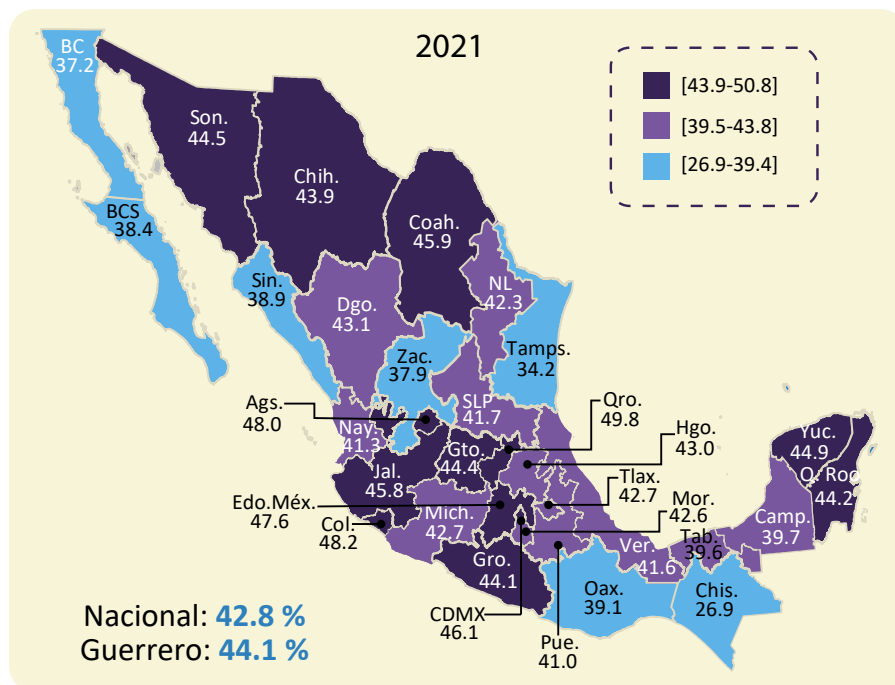 2021
[43.9-50.8]
[39.5-43.8]
[26.9-39.4]
BC
37.2
Son.
44.5
Chih.
43.9
BCS
38.4
Coah.
45.9
Sin.
38.9
Dgo.
43.1
NL
42.3
Zac.
37.9
Tamps.
34.2
Ags.
48.0
SLP
41.7
Qro.
49.8
Nay.
41.3
Hgo.
43.0
Gto.
44.4
Yuc.
44.9
Jal.
45.8
Tlax.
42.7
Q. Roo
44.2
Edo.Méx.
47.6
Mich.
42.7
Mor.
42.6
Col.
48.2
Camp.
39.7
Ver.
41.6
Tab.
39.6
Gro.
44.1
Oax.
39.1
Chis.
26.9
CDMX
46.1
Pue.
41.0
Nacional: 42.8 %
Guerrero: 44.1 %